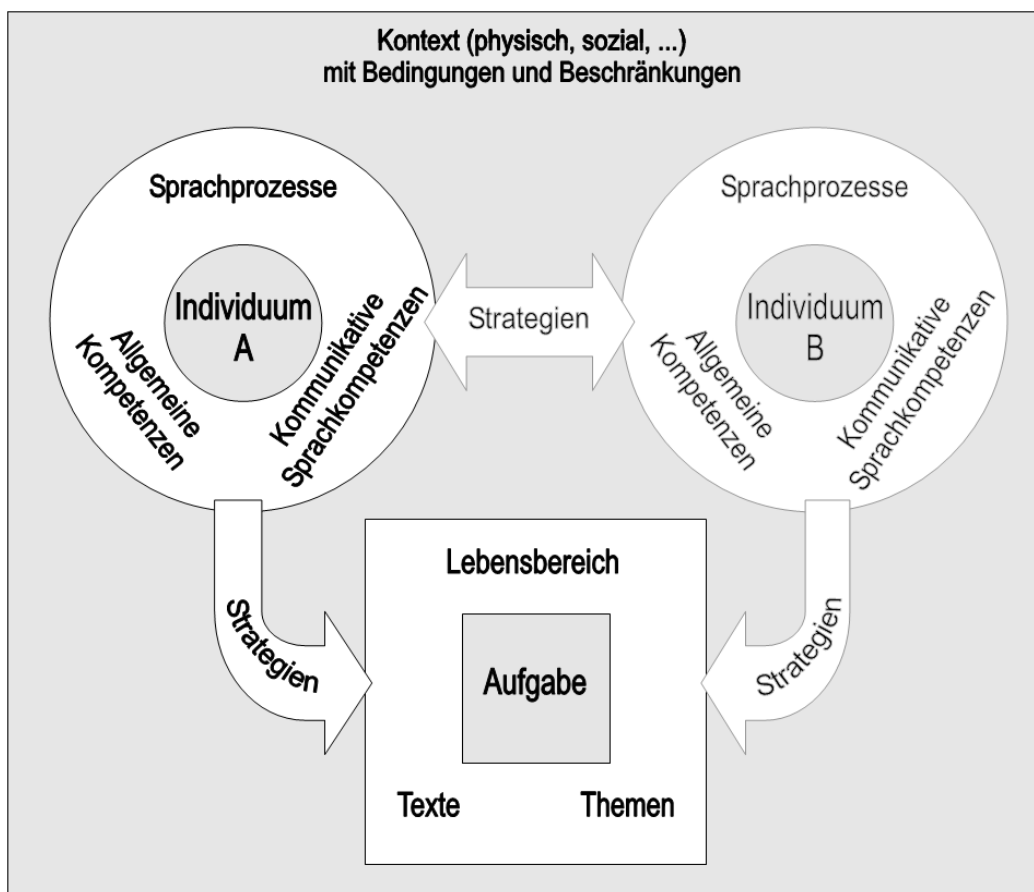 Kontext (physisch, sozial, ...)
mit Bedingungen und Beschränkungen
Sprachprozesse
Individuum
A
Allgemeine
Kompetenzen
Kommunikative
Sprachkompetenzen
Strategien
Sprachprozesse
Individuum
B
Allgemeine
Kompetenzen
Kommunikative
Sprachkompetenzen
Strategien
Lebensbereich
Aufgabe
Texte
Themen
Strategien